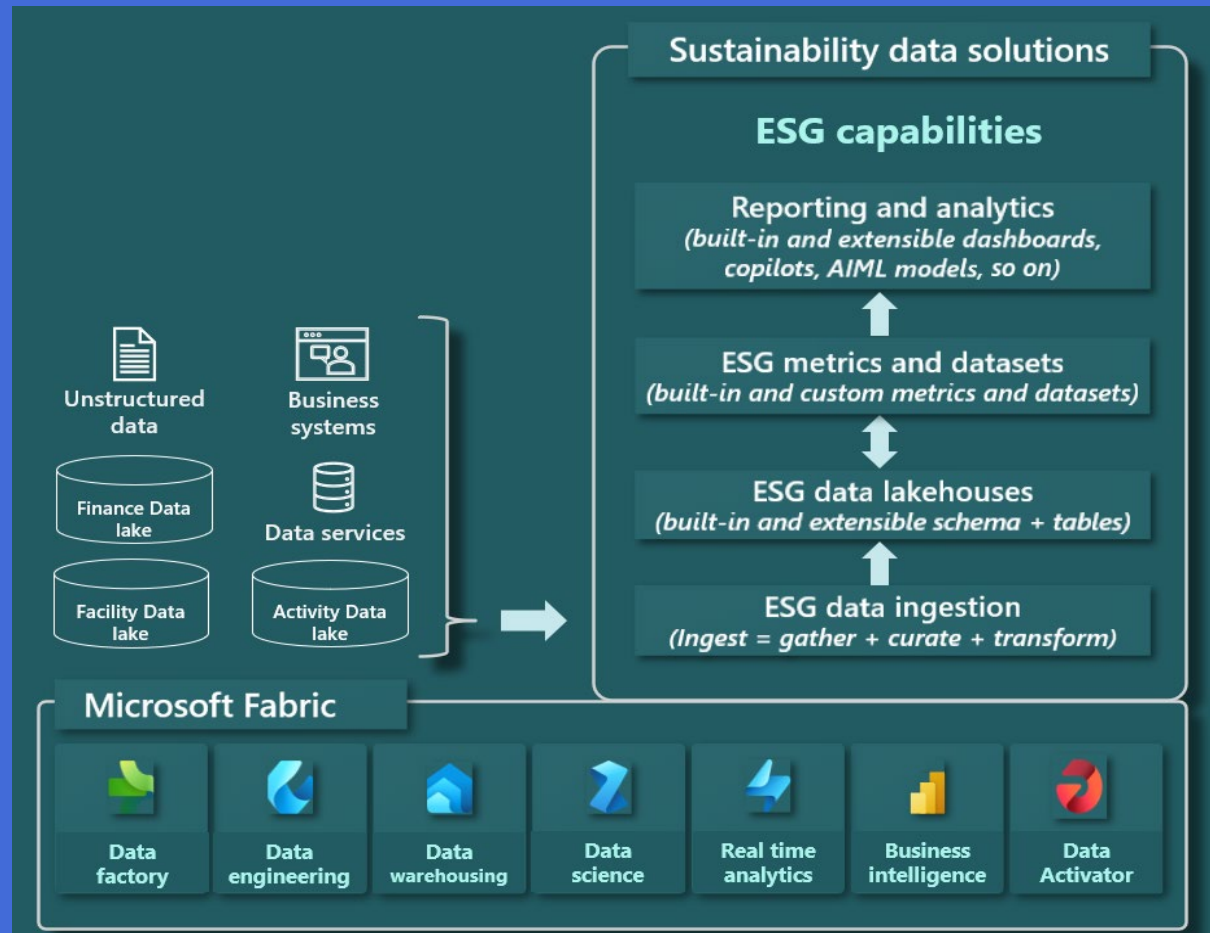 Sustainability data solutions
ESG capabilities
Reporting and analytics
(built-in and extensible dashboards,
copilots, AIML models, so on)
ESG metrics and datasets
(built-in and custom metrics and datasets)
ESG data lakehouses
(built-in and extensible schema + tables)
ESG data ingestion
(Ingest = gather + curate + transform)
Unstructured
data
Business
systems
Finance Data
lake
Data services
Facility Data
lake
Activity Data
lake
Microsoft Fabric
Data
factory
Data
engineering
Data
warehousing
Data
science
Real time
analytics
Business
intelligence
Data
Activator